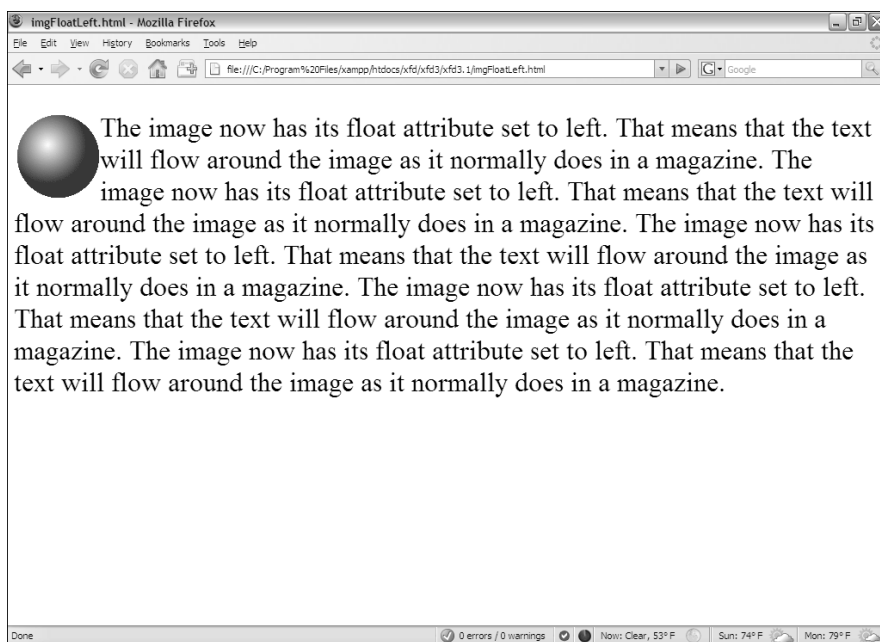 imgFloatLeft.html - Mozilla Firefox
File Edit View History Bookmarks Tools Help
file:///C:/Program%20Files/xampp/htdocs/xfd/xfd3/xfd3.1/imgFloatLeft.html
G Google
The image now has its float attribute set to left. That means that the text
will flow around the image as it normally does in a magazine. The
image now has its float attribute set to left. That means that the text will
flow around the image as it normally does in a magazine. The image now has its
float attribute set to left. That means that the text will flow around the image as
it normally does in a magazine. The image now has its float attribute set to left.
That means that the text will flow around the image as it normally does in a
magazine. The image now has its float attribute set to left. That means that the
text will flow around the image as it normally does in a magazine.
Done 0 errors / 0 warnings Now: Clear, 53° F Sun: 74° F Mon: 79° F